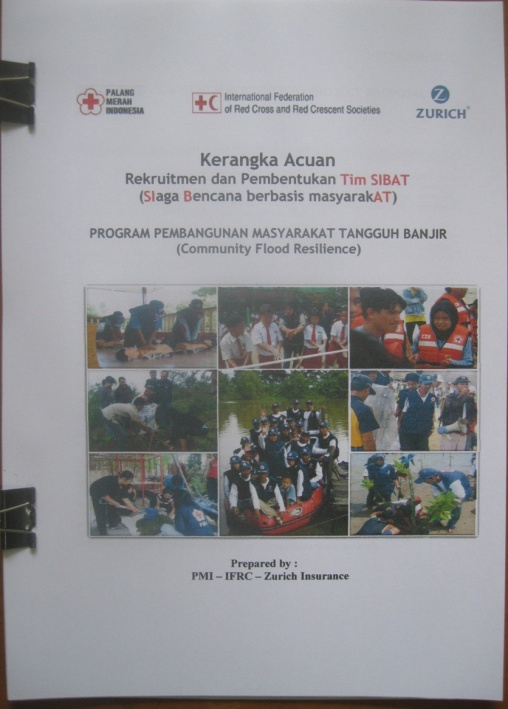 PALANG
MERAH
INDONESIA
International Federation
of Red Cross and Red Crescent Societies
ZURICH
Kerangka Acuan
Rekruitmen dan Pembentukan Tim SIBAT
(SIaga Bencana berbasis masyarakAT)
PROGRAM PEMBANGUNAN MASYARAKAT TANGGUH BANJIR
(Community Flood Resilience)
Prepared by :
PMI – IFRC – Zurich Insurance